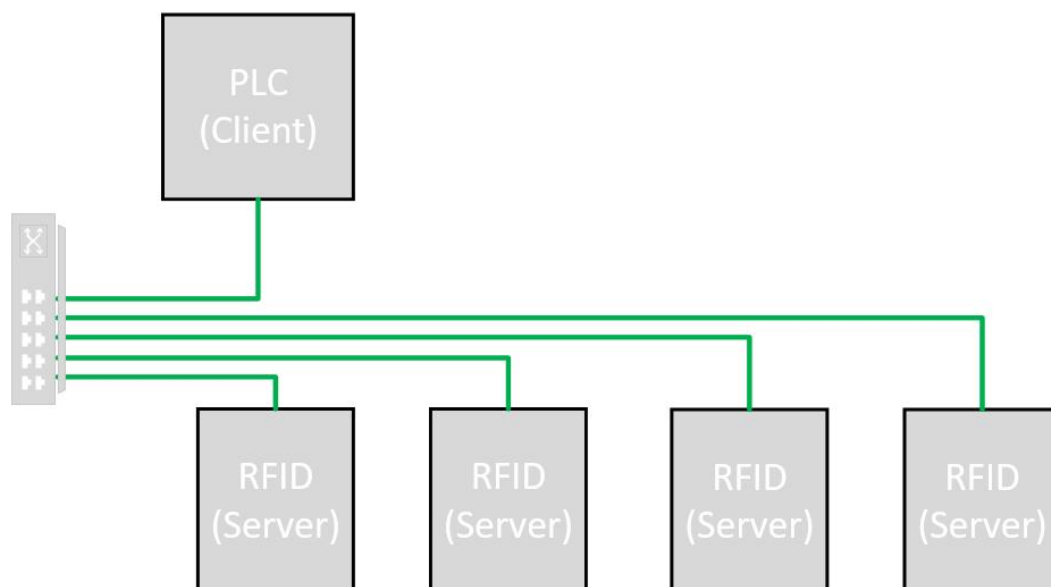 PLC
(Client)
RFID
(Server)
RFID
(Server)
RFID
(Server)
RFID
(Server)